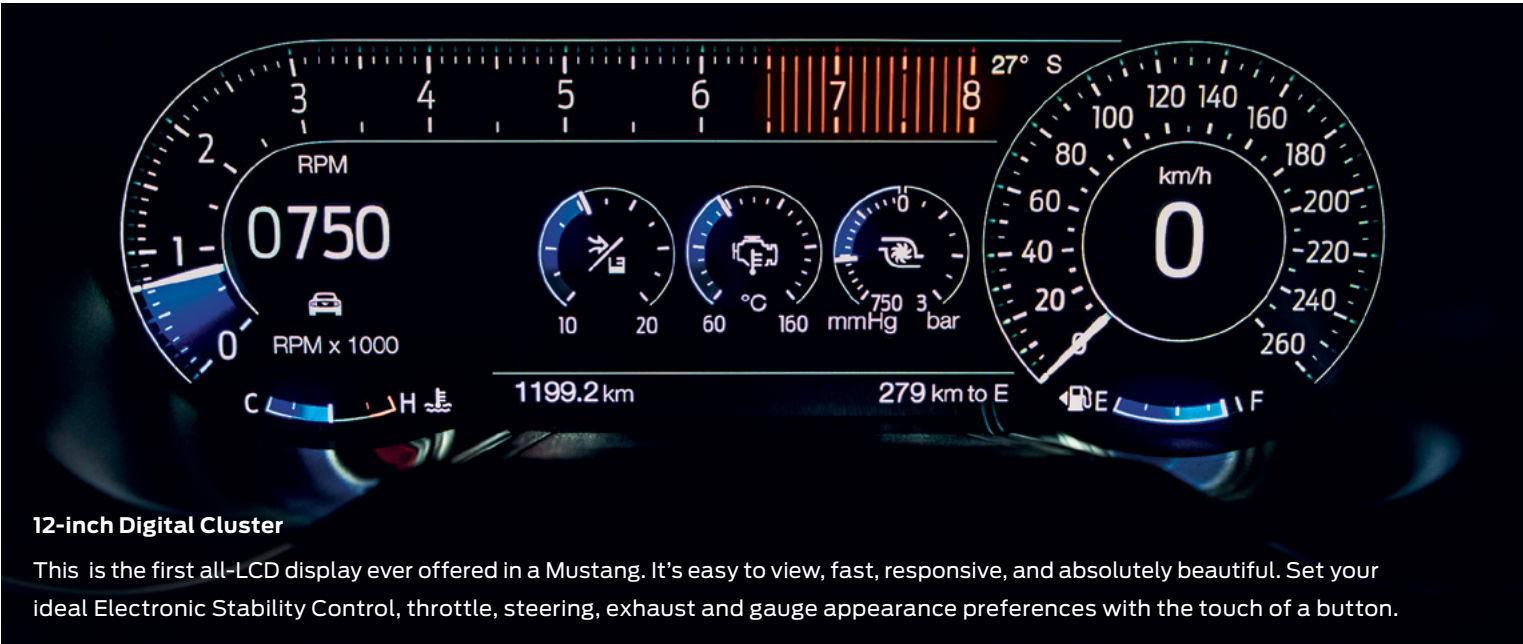 3 4 5 6 7 8 27° S
2
1
0
RPM
0750
RPM x 1000
C H
10 20
°C
60 160
0
750 3
mmHg bar
1199.2 km 279 km to E
0 20 40 60 80 100 120 140 160 180 200 220 240 260
km/h
0
E F
12-inch Digital Cluster
This is the first all-LCD display ever offered in a Mustang. It’s easy to view, fast, responsive, and absolutely beautiful. Set your
ideal Electronic Stability Control, throttle, steering, exhaust and gauge appearance preferences with the touch of a button.